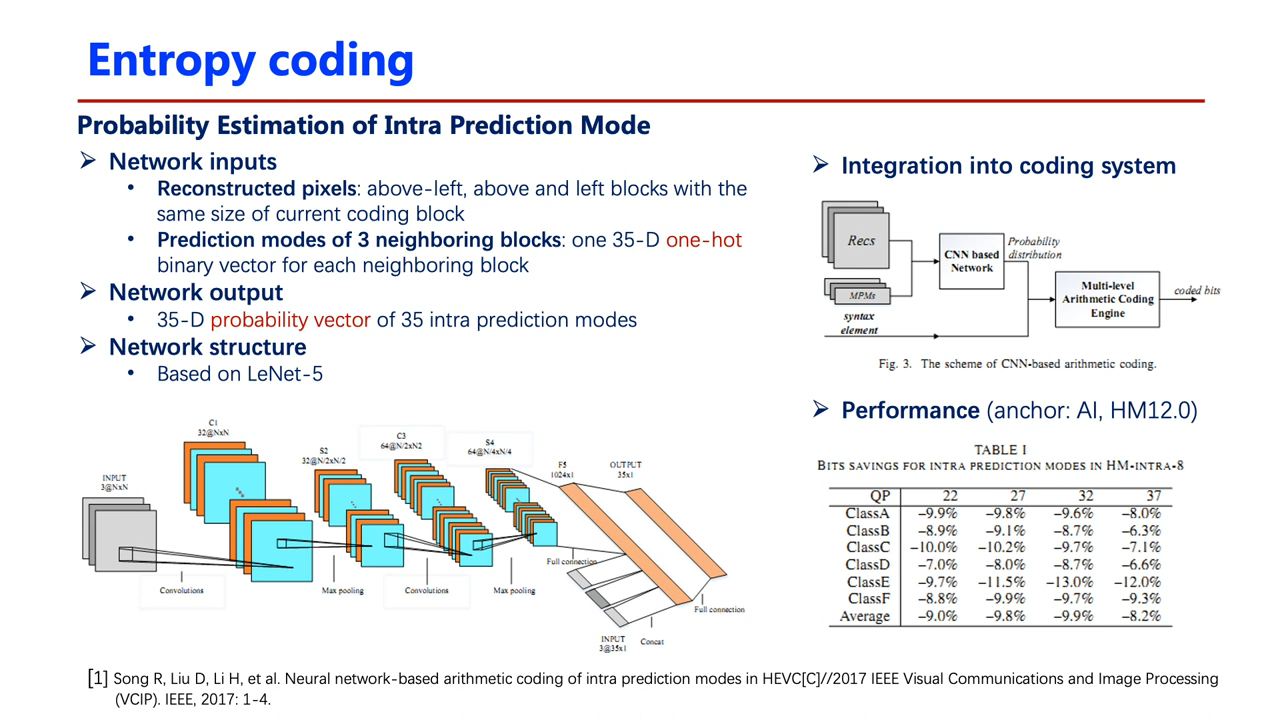 Entropy coding
Probability Estimation of Intra Prediction Mode
➢ Network inputs
• Reconstructed pixels: above-left, above and left blocks with the
same size of current coding block
• Prediction modes of 3 neighboring blocks: one 35-D one-hot
binary vector for each neighboring block
➢ Network output
• 35-D probability vector of 35 intra prediction modes
➢ Network structure
• Based on LeNet-5
INPUT
3@NxN
C1
32@NxN
S2
32@N/2xN/2
C3
64@N/2xN2
S4
64@N/4xN/4
F5
1024x1
OUTPUT
35x1
Convolutions
Max pooling
Convolutions
Max pooling
Full connection
INPUT
3@35x1
Concat
Full connection
➢ Integration into coding system
Recs
MPMs
syntax
element
CNN based
Network
Probability
distribution
Multi-level
Arithmetic Coding
Engine
coded bits
Fig. 3. The scheme of CNN-based arithmetic coding.
➢ Performance (anchor: AI, HM12.0)
TABLE I
BITS SAVINGS FOR INTRA PREDICTION MODES IN HM-INTRA-8
QP 22 27 32 37
ClassA −9.9% −9.8% −9.6% −8.0%
ClassB −8.9% −9.1% −8.7% −6.3%
ClassC −10.0% −10.2% −9.7% −7.1%
ClassD −7.0% −8.0% −8.7% −6.6%
ClassE −9.7% −11.5% −13.0% −12.0%
ClassF −8.8% −9.9% −9.7% −9.3%
Average −9.0% −9.8% −9.9% −8.2%
[1] Song R, Liu D, Li H, et al. Neural network-based arithmetic coding of intra prediction modes in HEVC[C]//2017 IEEE Visual Communications and Image Processing
(VCIP). IEEE, 2017: 1-4.